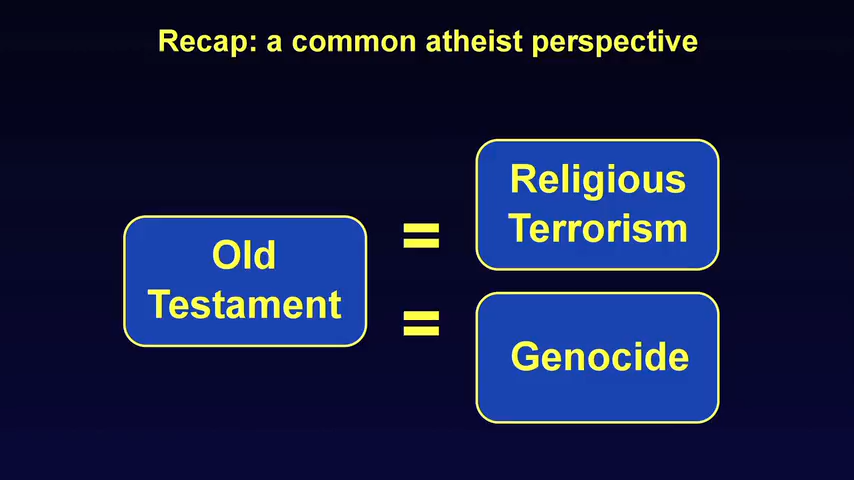 Recap: a common atheist perspective
Old
Testament
=
Religious
Terrorism
=
Genocide